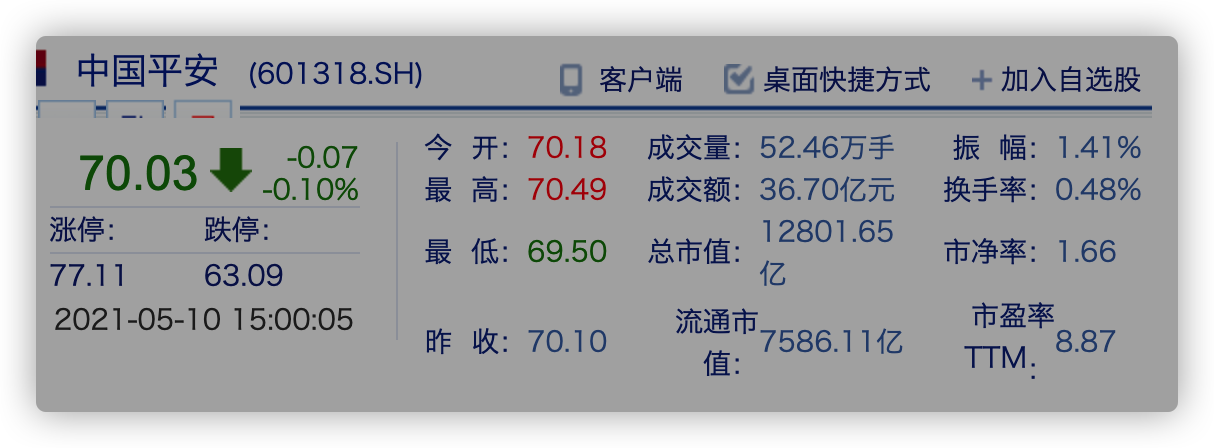 中国平安 (601318.SH) 客户端 桌面快捷方式 + 加入自选股
70.03 -0.07
-0.10%
涨停: 跌停:
77.11 63.09
2021-05-10 15:00:05
今 开: 70.18 成交量: 52.46万手 振 幅: 1.41%
最 高: 70.49 成交额: 36.70亿元 换手率: 0.48%
最 低: 69.50 总市值: 12801.65
亿 市净率: 1.66
昨 收: 70.10 流通市
值: 7586.11亿 市盈率
TTM: 8.87